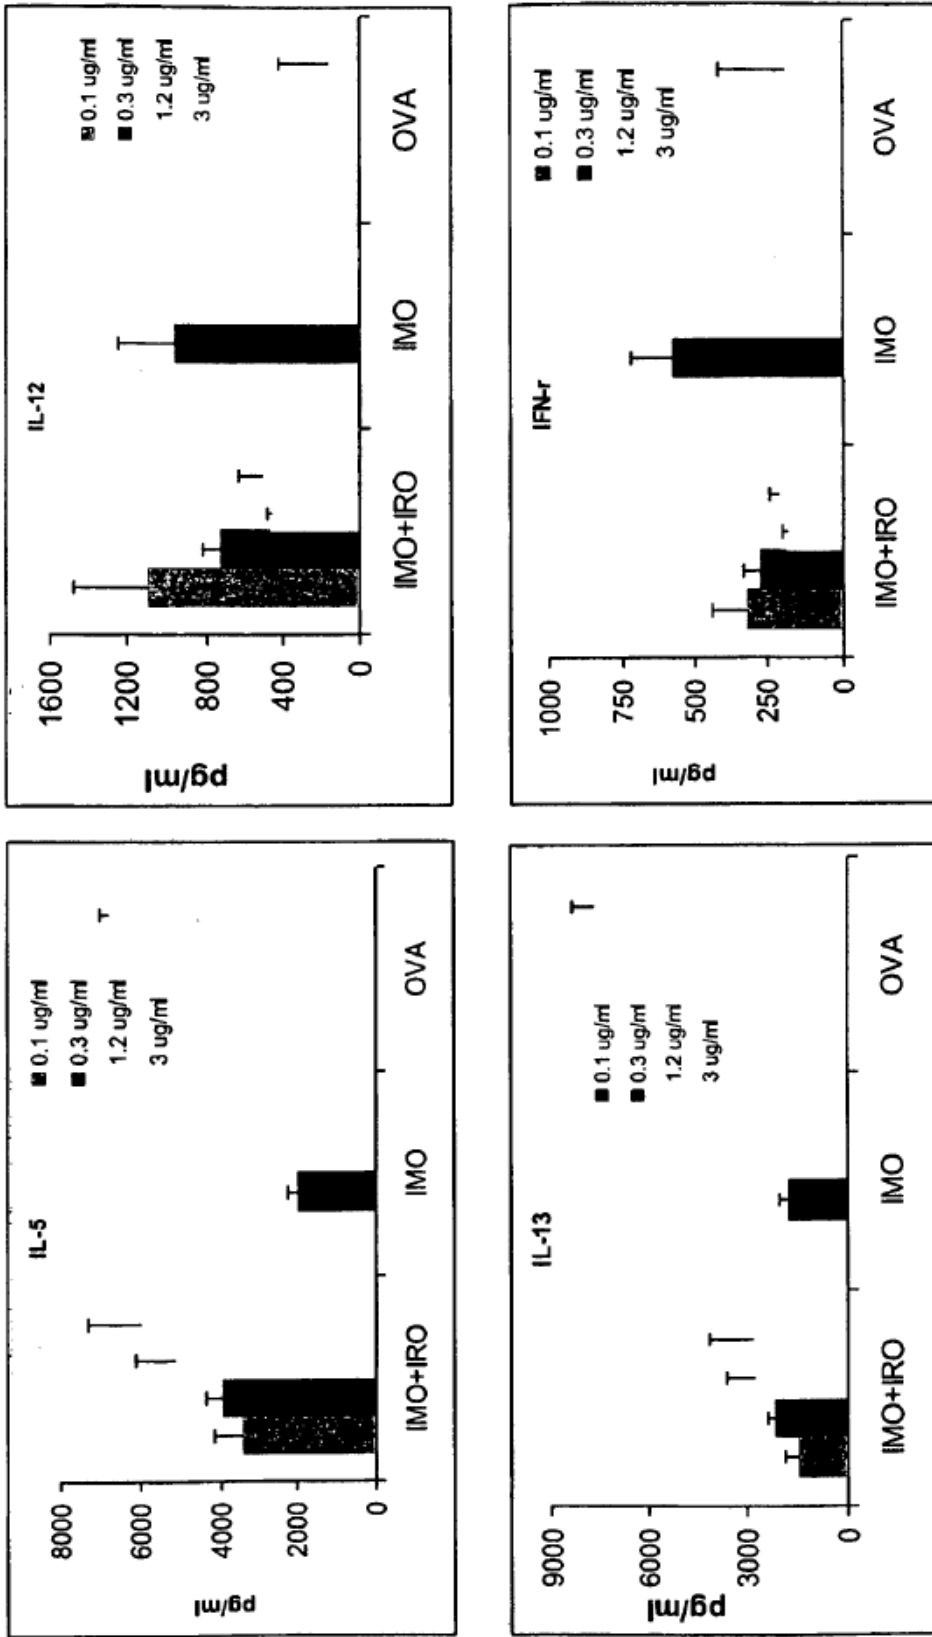 IL-5
8000
6000
4000
2000
0
pg/ml
0.1 ug/ml
0.3 ug/ml
1.2 ug/ml
3 ug/ml
IMO+IRO
IMO
OVA
IL-12
1600
1200
800
400
0
pg/ml
0.1 ug/ml
0.3 ug/ml
1.2 ug/ml
3 ug/ml
IMO+IRO
IMO
OVA
IL-13
9000
6000
3000
0
pg/ml
0.1 ug/ml
0.3 ug/ml
1.2 ug/ml
3 ug/ml
IMO+IRO
IMO
OVA
IFN-r
1000
750
500
250
0
pg/ml
0.1 ug/ml
0.3 ug/ml
1.2 ug/ml
3 ug/ml
IMO+IRO
IMO
OVA